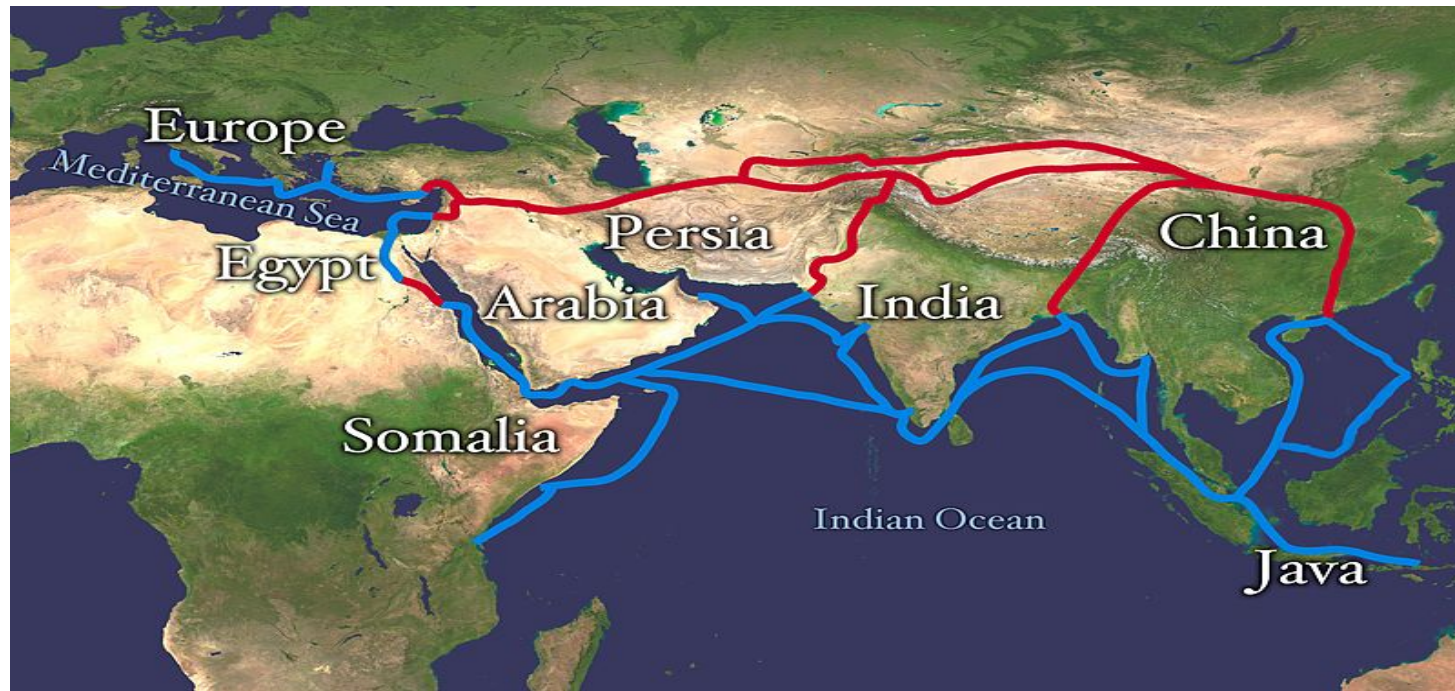 Europe
Mediterranean Sea
Egypt
Persia
China
Arabia
India
Somalia
Indian Ocean
Java